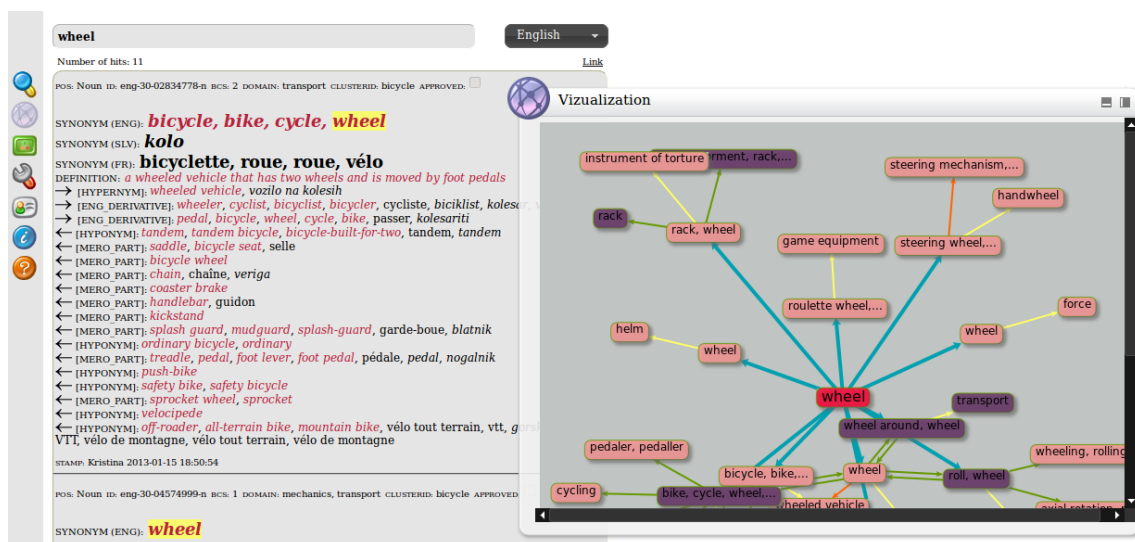 wheel
English
Number of hits: 11
Link
POS: Noun ID: eng-30-02834778-n BCS: 2 DOMAIN: transport CLUSTERID: bicycle APPROVED:
SYNONYM (ENG): bicycle, bike, cycle, wheel
SYNONYM (SLV): kolo
SYNONYM (FR): bicyclette, roue, roue, vélo
DEFINITION: a wheeled vehicle that has two wheels and is moved by foot pedals
→ [HYPERNYM]: wheeled vehicle, vozilo na kolesih
→ [ENG_DERIVATIVE]: wheeler, cyclist, bicyclist, bicycler, cycliste, biciklist, kolesar,
→ [ENG_DERIVATIVE]: pedal, bicycle, wheel, cycle, bike, passer, kolesariti
← [HYPONYM]: tandem, tandem bicycle, bicycle-built-for-two, tandem, tandem
← [MERO_PART]: saddle, bicycle seat, selle
← [MERO_PART]: bicycle wheel
← [MERO_PART]: chain, chaîne, veriga
← [MERO_PART]: coaster brake
← [MERO_PART]: handlebar, guidon
← [MERO_PART]: kickstand
← [MERO_PART]: splash guard, mudguard, splash-guard, garde-boue, blatnik
← [HYPONYM]: ordinary bicycle, ordinary
← [MERO_PART]: treadle, pedal, foot lever, foot pedal, pédale, pedal, nogalnik
← [HYPONYM]: push-bike
← [HYPONYM]: safety bike, safety bicycle
← [MERO_PART]: sprocket wheel, sprocket
← [HYPONYM]: velocipede
← [HYPONYM]: off-roader, all-terrain bike, mountain bike, vélo tout terrain, vtt,
VTT, vélo de montagne, vélo tout terrain, vélo de montagne
STAMP: Kristina 2013-01-15 18:50:54
POS: Noun ID: eng-30-04574999-n BCS: 1 DOMAIN: mechanics, transport CLUSTERID: bicycle APPROVED
SYNONYM (ENG): wheel
Vizualization
instrument of torture
rack,...
steering mechanism,...
handwheel
rack
rack, wheel
game equipment
steering wheel,...
roulette wheel,...
force
helm
wheel
wheel
wheel
transport
wheel around, wheel
pedaler, pedaller
wheeling, rolling
bicycle, bike,...
wheel
roll, wheel
cycling
bike, cycle, wheel,...
wheeled vehicle
axial rotation,